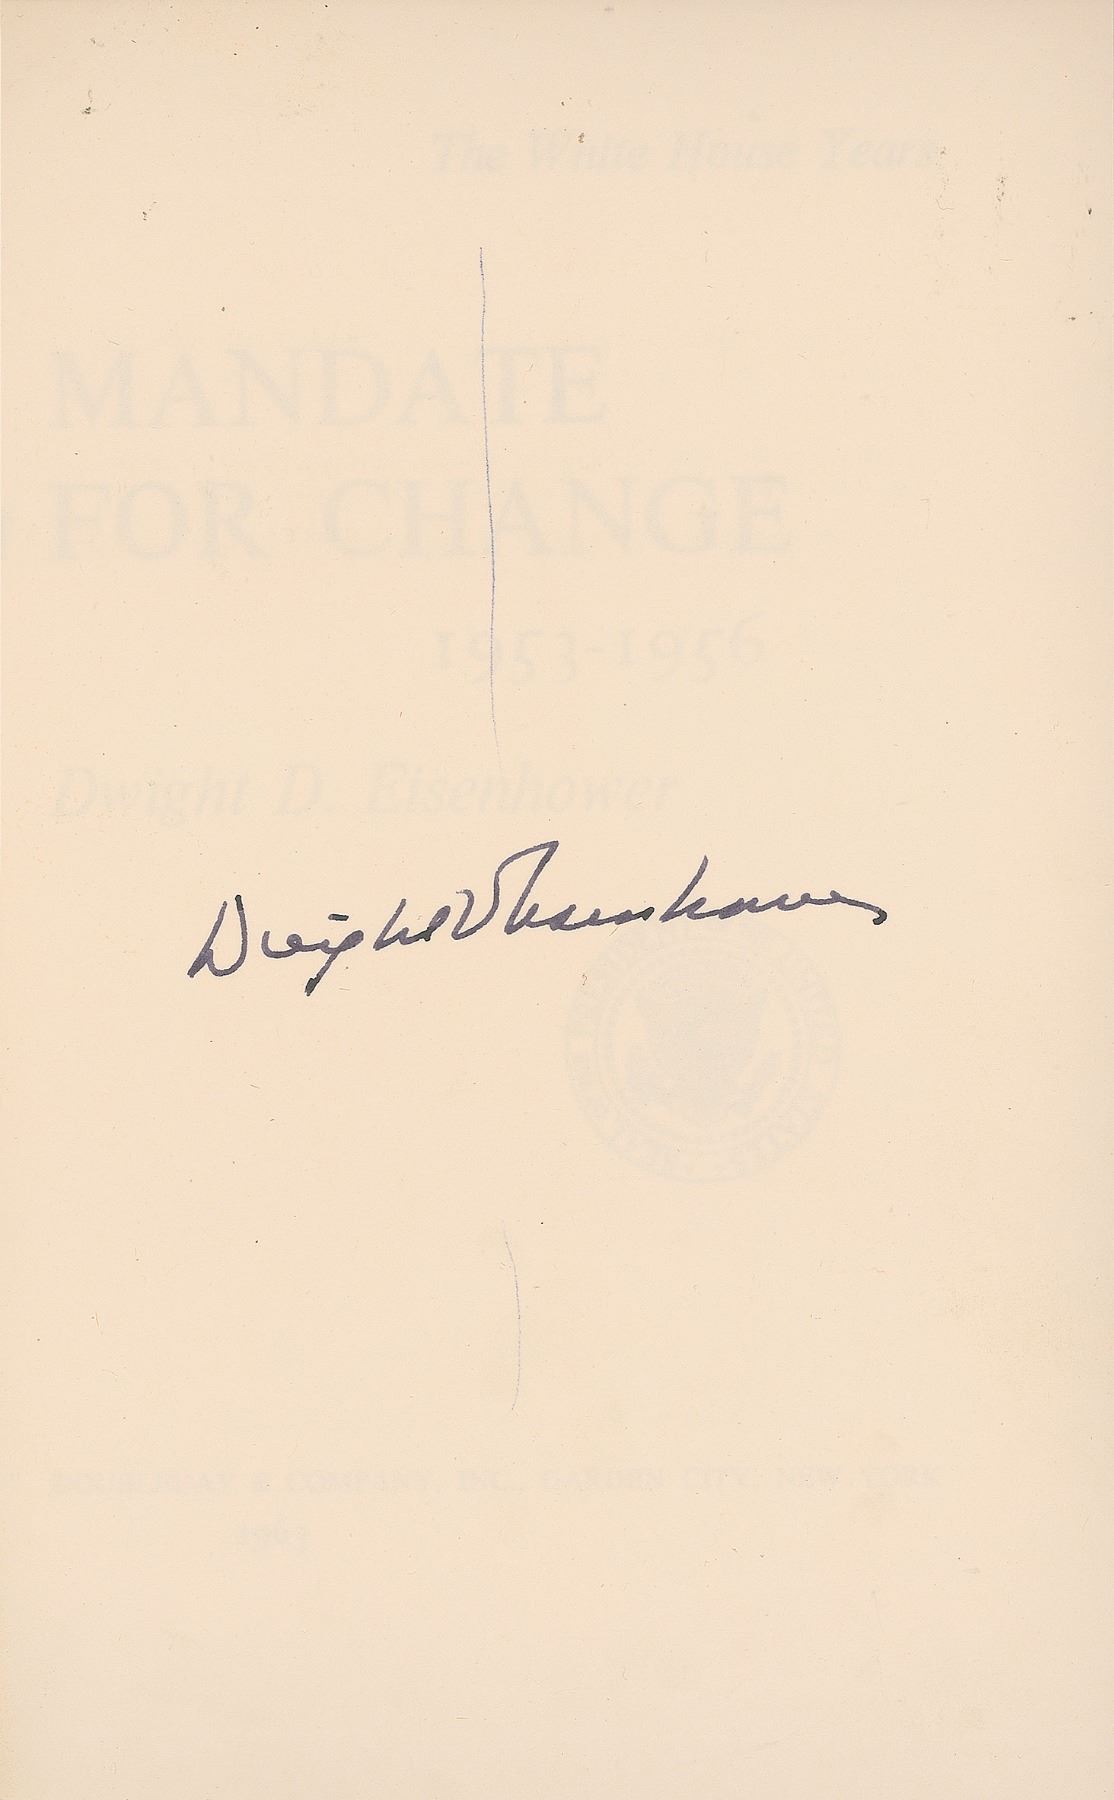 The White House Years
MANDATE
FOR CHANGE
1953-1956
Dwight D. Eisenhower
Dwight D Eisenhower
DOUBLEDAY & COMPANY, INC., GARDEN CITY, NEW YORK
1963